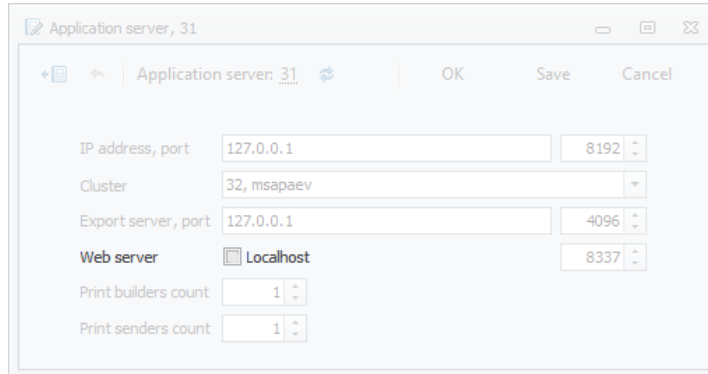 Application server, 31
Application server: 31 OK Save Cancel
IP address, port 127.0.0.1 8192
Cluster 32, msapaev
Export server, port 127.0.0.1 4096
Web server Localhost 8337
Print builders count 1
Print senders count 1